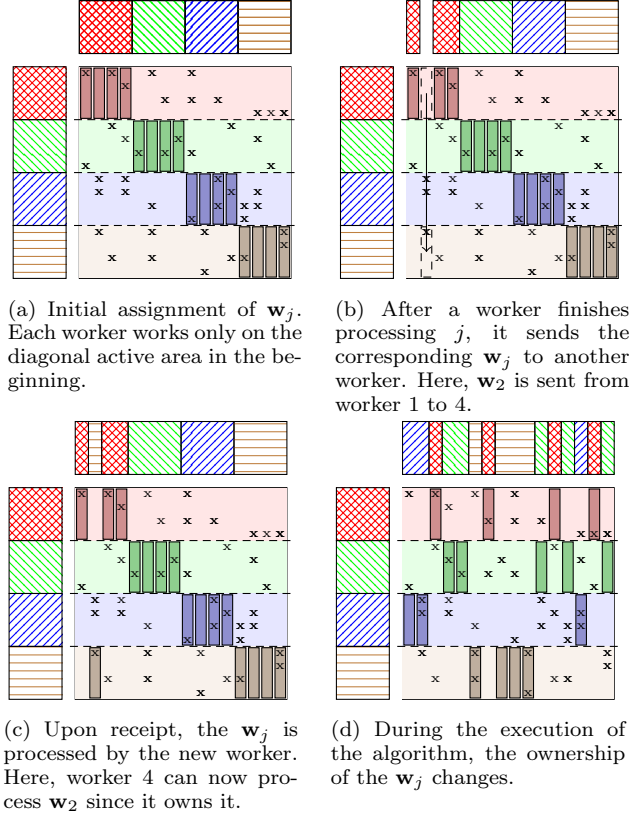 (a) Initial assignment of w_j.
Each worker works only on the
diagonal active area in the be-
ginning.
(b) After a worker finishes
processing j, it sends the
corresponding w_j to another
worker. Here, w_2 is sent from
worker 1 to 4.
(c) Upon receipt, the w_j is
processed by the new worker.
Here, worker 4 can now pro-
cess w_2 since it owns it.
(d) During the execution of
the algorithm, the ownership
of the w_j changes.